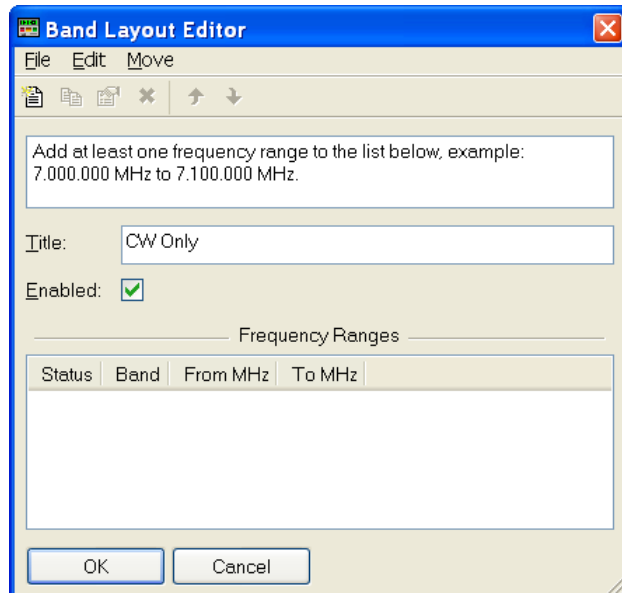 Band Layout Editor
File Edit Move
Add at least one frequency range to the list below, example:
7.000.000 MHz to 7.100.000 MHz.
Title: CW Only
Enabled:
Frequency Ranges
Status Band From MHz To MHz
OK Cancel